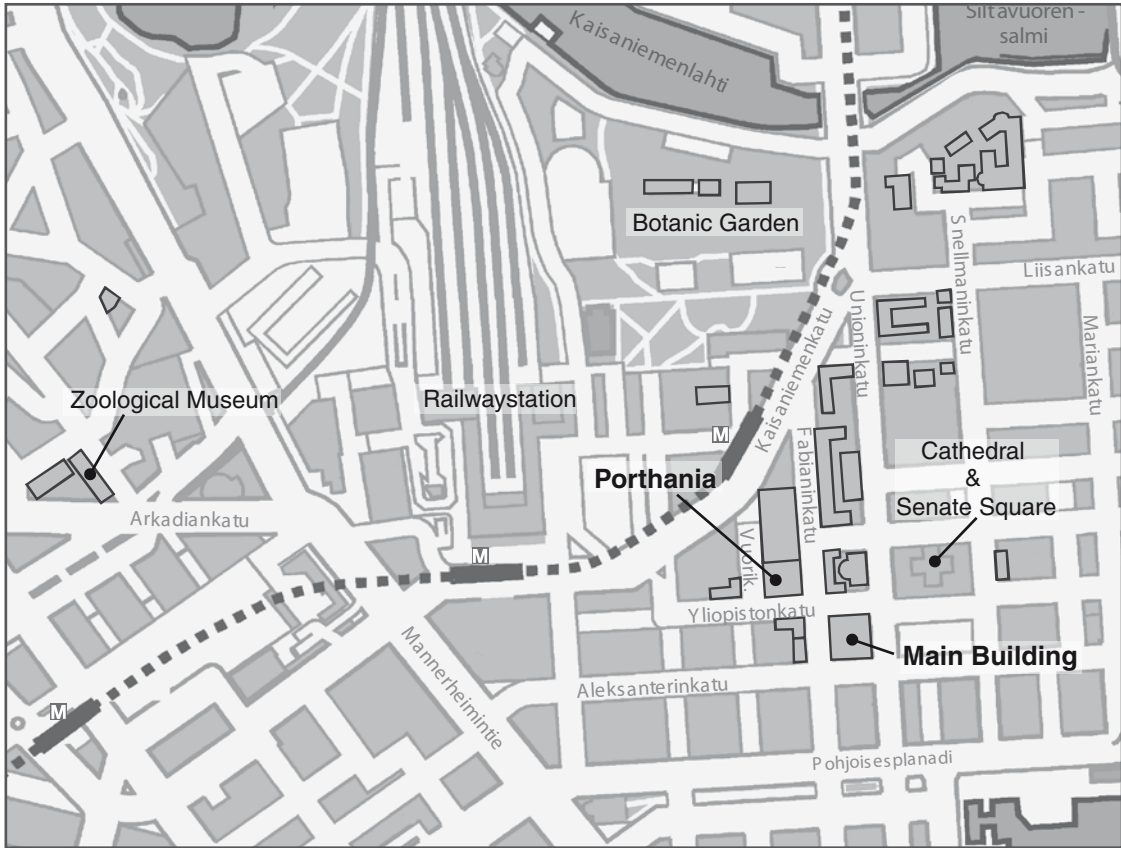 Kaisaniemenlahti
Siltavuoren-
salmi
Botanic Garden
Snellmaninkatu
Liisankatu
Unioninkatu
Mariankatu
Kaisaniemenkatu
Zoological Museum
Railwaystation
M
Fabianinkatu
Cathedral
&
Senate Square
Porthania
Arkadiankatu
Vuorik.
M
Yliopistonkatu
Mannerheimintie
Main Building
Aleksanterinkatu
M
Pohjoisesplanadi